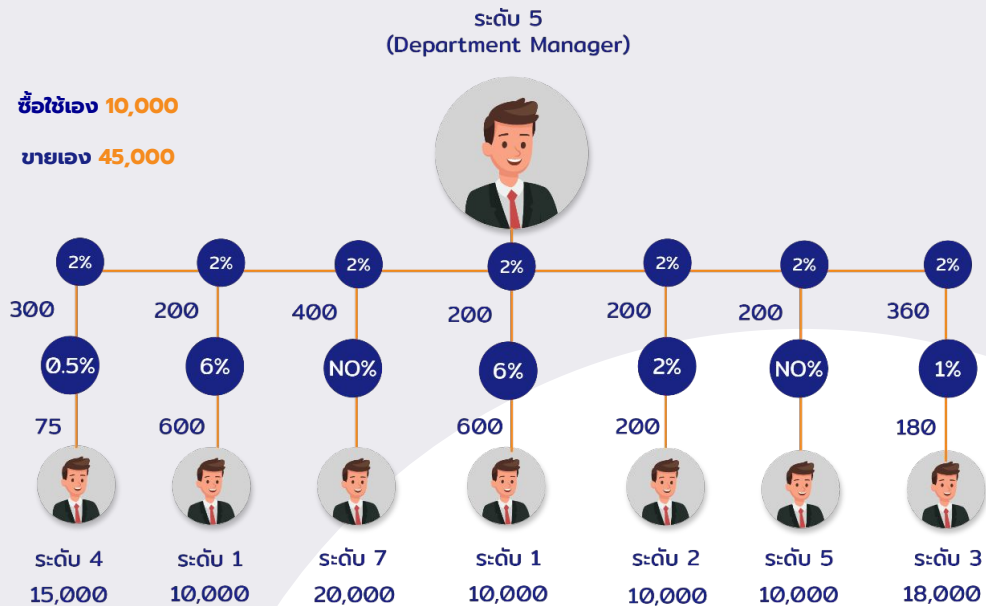 ระดับ 5
(Department Manager)
ซื้อใช้เอง 10,000
ขายเอง 45,000
2% 2% 2% 2% 2% 2% 2%
300 200 400 200 200 200 360
0.5% 6% NO% 6% 2% NO% 1%
75 600 600 200 180
ระดับ 4 ระดับ 1 ระดับ 7 ระดับ 1 ระดับ 2 ระดับ 5 ระดับ 3
15,000 10,000 20,000 10,000 10,000 10,000 18,000